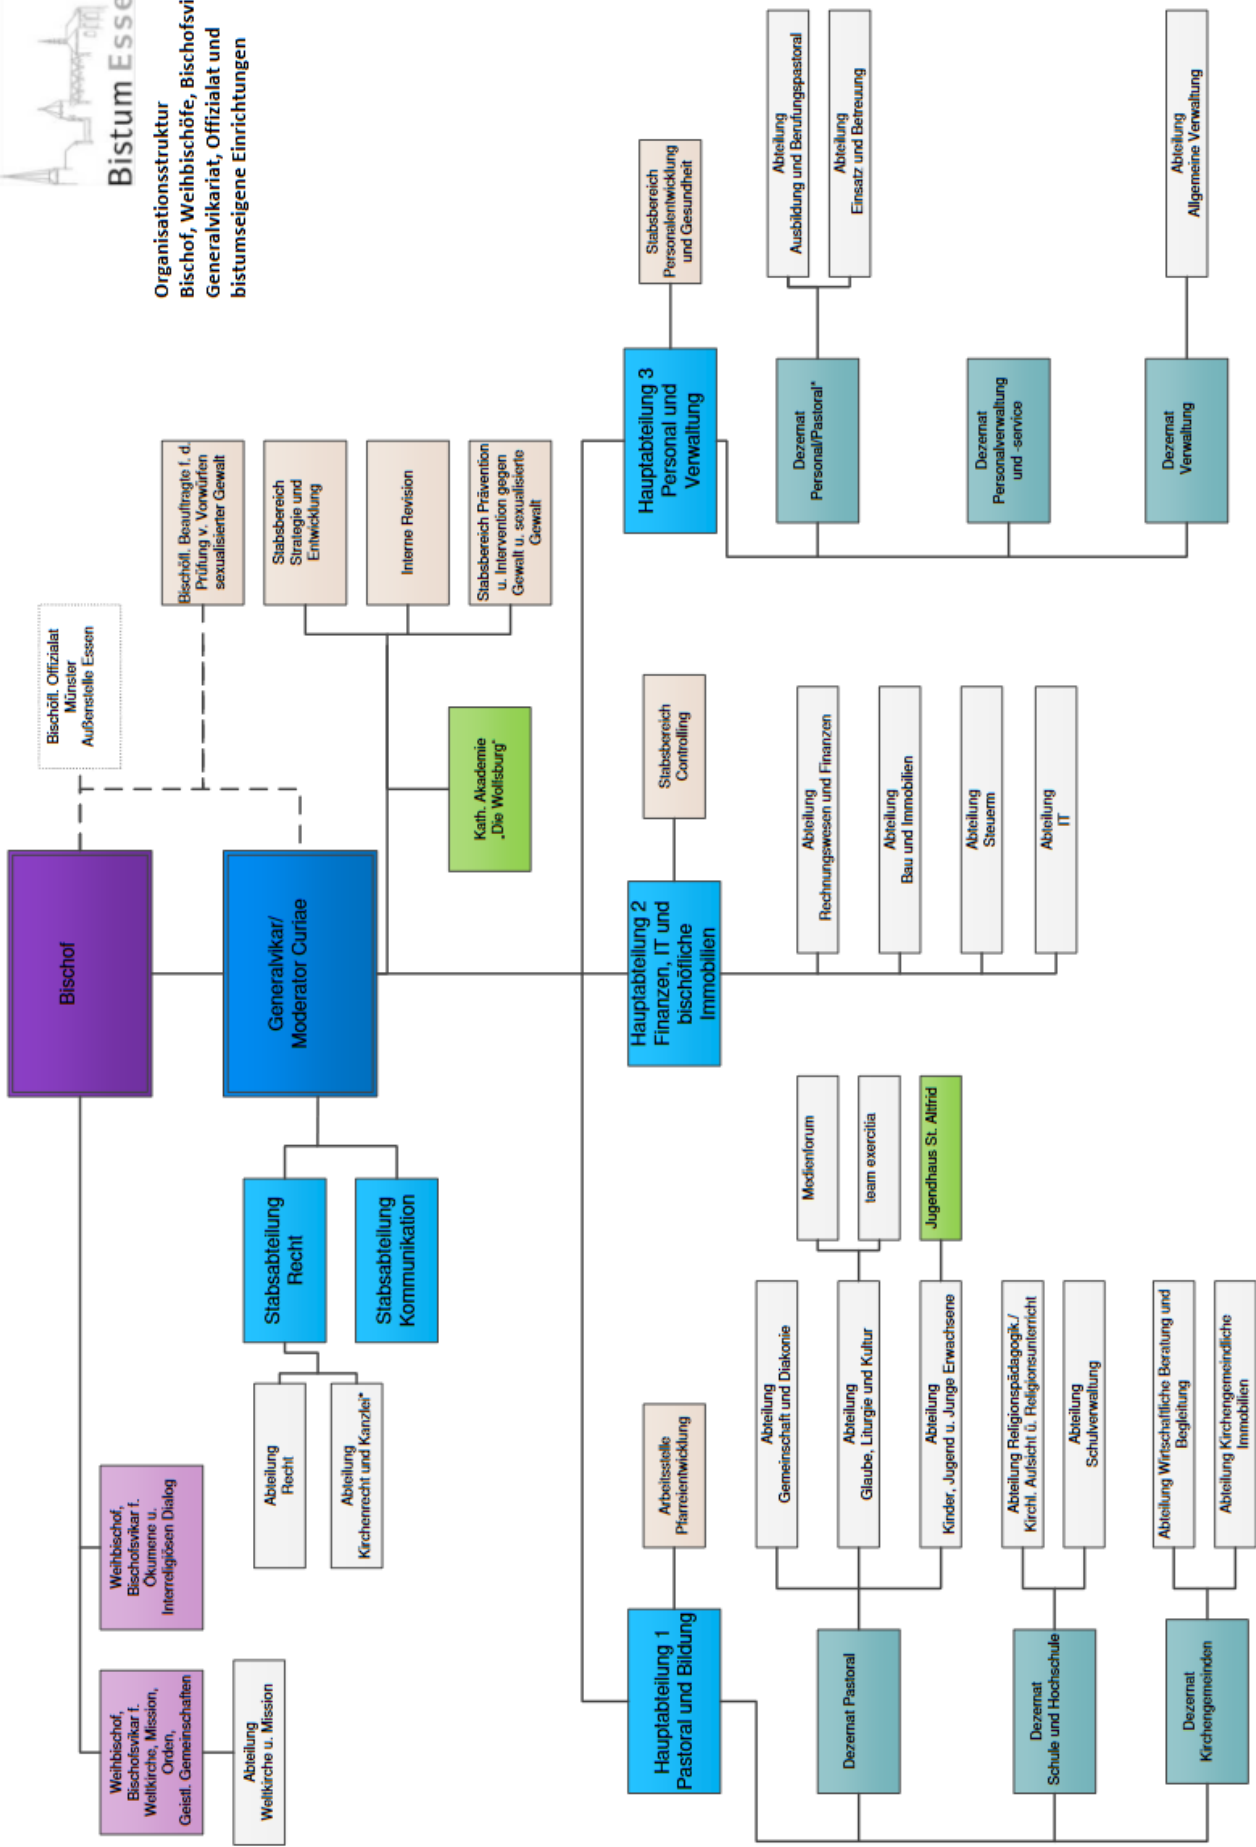 Bistum Esse
Organisationsstruktur
Bischof, Weihbischöfe, Bischofsvi
Generalvikariat, Offizialat und
bistumseigene Einrichtungen
Bischof
Bischöfl. Offizialat
Münster
Außenstelle Essen
Weihbischof,
Bischofsvikar f.
Weltkirche, Mission,
Orden,
Geistl. Gemeinschaften
Weihbischof,
Bischofsvikar f.
Ökumene u.
Interreligiösen Dialog
Abteilung
Weltkirche u. Mission
Generalvikar/
Moderator Curiae
Bischöfl. Beauftragte f. d.
Prüfung v. Vorwürfen
sexualisierter Gewalt
Stabsabteilung
Recht
Stabsabteilung
Kommunikation
Abteilung
Recht
Abteilung
Kirchenrecht und Kanzlei*
Stabsbereich
Strategie und
Entwicklung
Interne Revision
Stabsbereich Prävention
u. Intervention gegen
Gewalt u. sexualisierte
Gewalt
Kath. Akademie
„Die Wolfsburg“
Hauptabteilung 1
Pastoral und Bildung
Arbeitsstelle
Pfarreientwicklung
Dezernat Pastoral
Abteilung
Gemeinschaft und Diakonie
Abteilung
Glaube, Liturgie und Kultur
Medienforum
team exercitia
Abteilung
Kinder, Jugend u. Junge Erwachsene
Jugendhaus St. Altfrid
Dezernat
Schule und Hochschule
Abteilung Religionspädagogik./
Kirchl. Aufsicht ü. Religionsunterricht
Abteilung
Schulverwaltung
Dezernat
Kirchengemeinden
Abteilung Wirtschaftliche Beratung und
Begleitung
Abteilung Kirchengemeindliche
Immobilien
Hauptabteilung 2
Finanzen, IT und
bischöfliche
Immobilien
Stabsbereich
Controlling
Abteilung
Rechnungswesen und Finanzen
Abteilung
Bau und Immobilien
Abteilung
Steuerm
Abteilung
IT
Hauptabteilung 3
Personal und
Verwaltung
Stabsbereich
Personalentwicklung
und Gesundheit
Dezernat
Personal/Pastoral*
Abteilung
Ausbildung und Berufungspastoral
Abteilung
Einsatz und Betreuung
Dezernat
Personalverwaltung
und -service
Dezernat
Verwaltung
Abteilung
Allgemeine Verwaltung